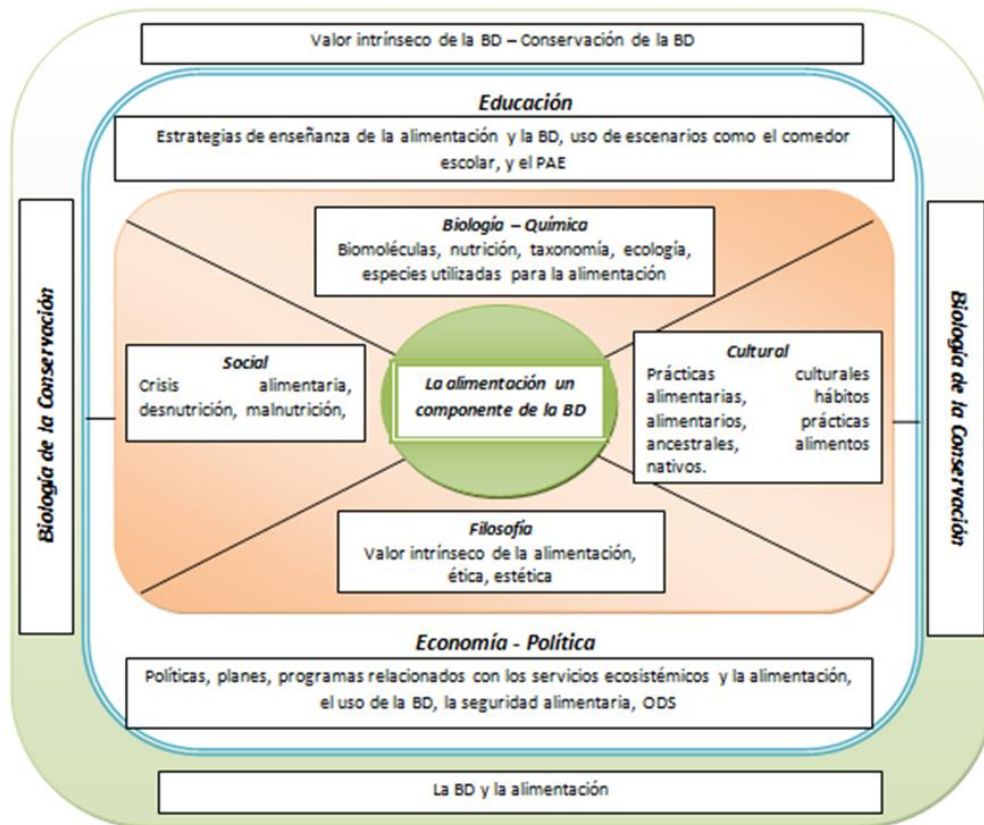 Valor intrínseco de la BD – Conservación de la BD
Educación
Estrategias de enseñanza de la alimentación y la BD, uso de escenarios como el comedor
escolar, y el PAE
Biología – Química
Biomoléculas, nutrición, taxonomía, ecología,
especies utilizadas para la alimentación
Biología de la Conservación
Social
Crisis alimentaria,
desnutrición, malnutrición,
La alimentación un
componente de la BD
Cultural
Prácticas culturales
alimentarias, hábitos
alimentarios, prácticas
ancestrales, alimentos
nativos.
Biología de la Conservación
Filosofía
Valor intrínseco de la alimentación,
ética, estética
Economía - Política
Políticas, planes, programas relacionados con los servicios ecosistémicos y la alimentación,
el uso de la BD, la seguridad alimentaria, ODS
La BD y la alimentación